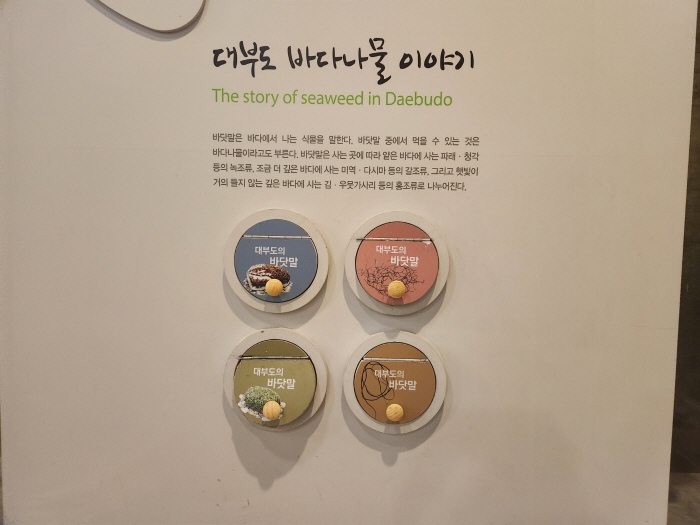 대부도 바다나물 이야기
The story of seaweed in Daebudo
바닷말은 바다에서 나는 식물을 말한다. 바닷말 중에서 먹을 수 있는 것은
바다나물이라고도 부른다. 바닷말은 사는 곳에 따라 얕은 바다에 사는 파래 · 청각
등의 녹조류, 조금 더 깊은 바다에 사는 미역 · 다시마 등의 갈조류, 그리고 햇빛이
거의 들지 않는 깊은 바다에 사는 김 · 우뭇가사리 등의 홍조류로 나누어진다.
대부도의
바닷말
대부도의
바닷말
대부도의
바닷말
대부도의
바닷말